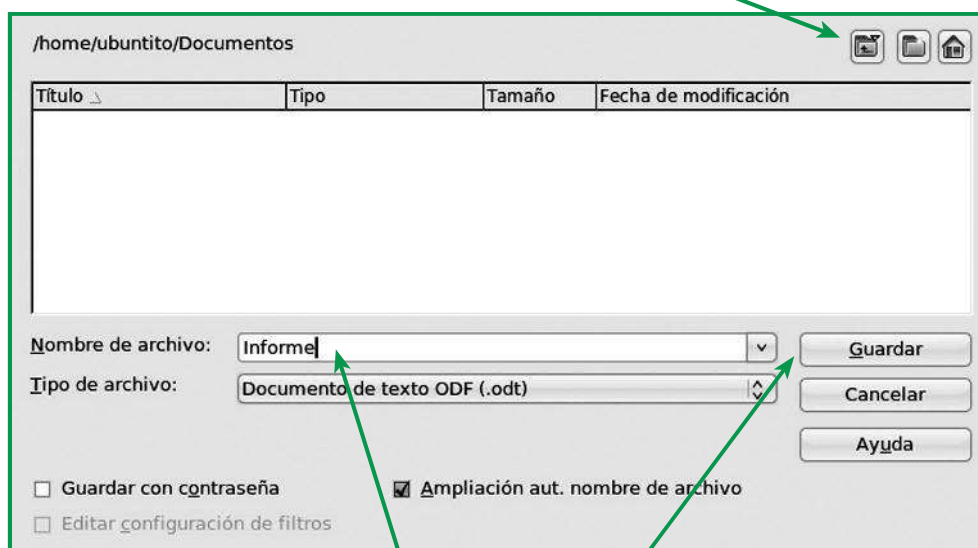 /home/ubuntito/Documentos
Título Tipo Tamaño Fecha de modificación
Nombre de archivo: Informe Guardar
Tipo de archivo: Documento de texto ODF (.odt) Cancelar
Ayuda
Guardar con contraseña Ampliación aut. nombre de archivo
Editar configuración de filtros